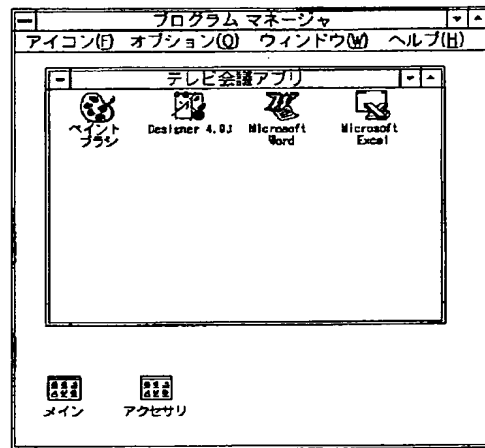 プログラム マネージャ
アイコン(F) オプション(O) ウィンドウ(W) ヘルプ(H)
テレビ会議アプリ
ペイント
ブラシ
Designer 4.03
Microsoft
Word
Microsoft
Excel
メイン
アクセサリ